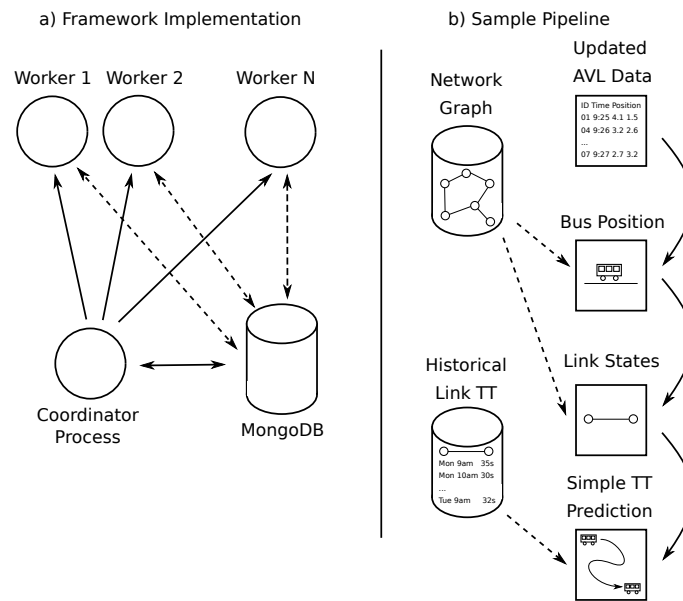 a) Framework Implementation
Worker 1
Worker 2
Worker N
Coordinator
Process
MongoDB
b) Sample Pipeline
Network
Graph
Updated
AVL Data
ID Time Position
01 9:25 4.1 1.5
04 9:26 3.2 2.6
...
07 9:27 2.7 3.2
Bus Position
Link States
Historical
Link TT
Mon 9am 35s
Mon 10am 30s
...
Tue 9am 32s
Simple TT
Prediction